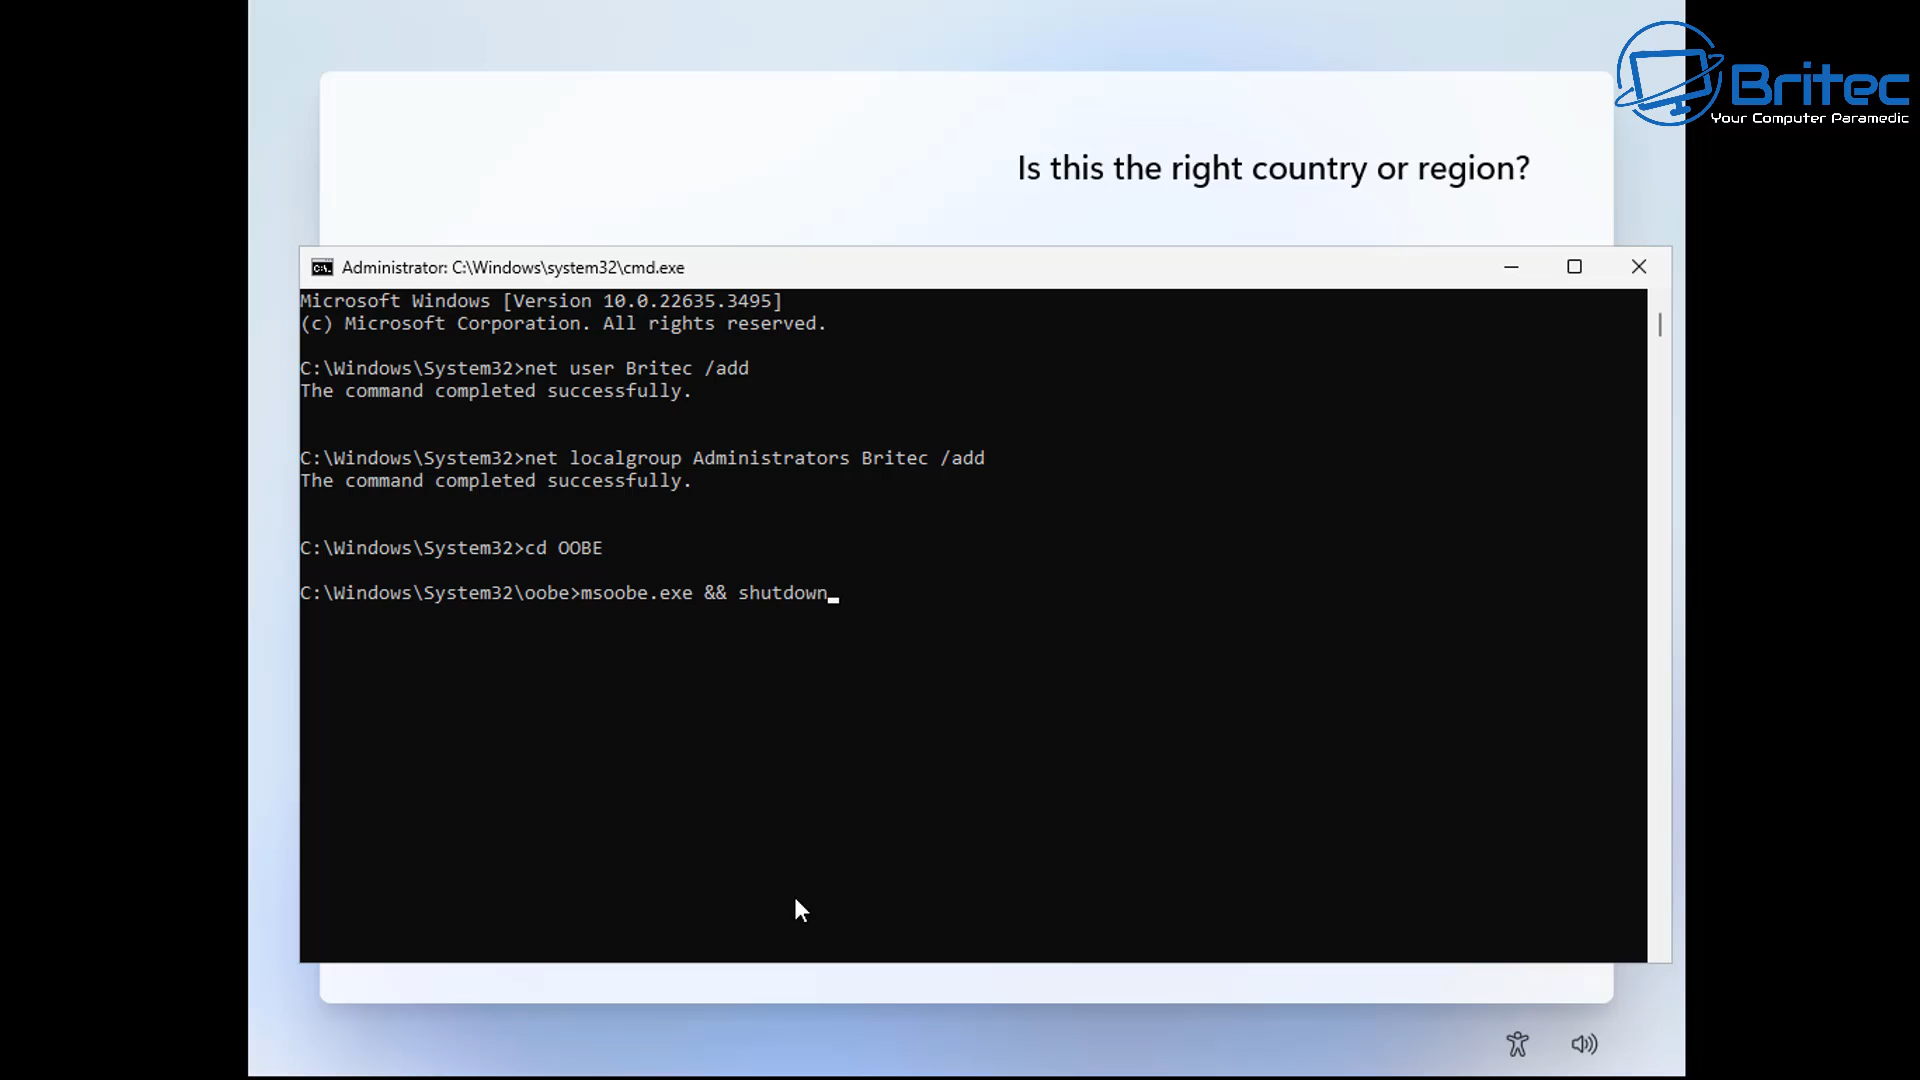 Britec
Your Computer Paramedic
Is this the right country or region?
Administrator: C:\Windows\system32\cmd.exe
Microsoft Windows [Version 10.0.22635.3495]
(c) Microsoft Corporation. All rights reserved.
C:\Windows\System32>net user Britec /add
The command completed successfully.
C:\Windows\System32>net localgroup Administrators Britec /add
The command completed successfully.
C:\Windows\System32>cd OOBE
C:\Windows\System32\oobe>msoobe.exe && shutdown